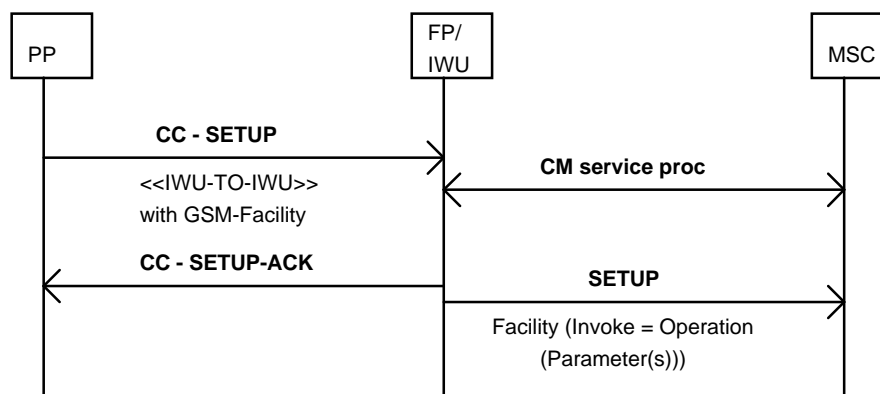 PP
FP/
IWU
MSC
CC - SETUP
<<IWU-TO-IWU>>
with GSM-Facility
CM service proc
CC - SETUP-ACK
SETUP
Facility (Invoke = Operation
(Parameter(s)))